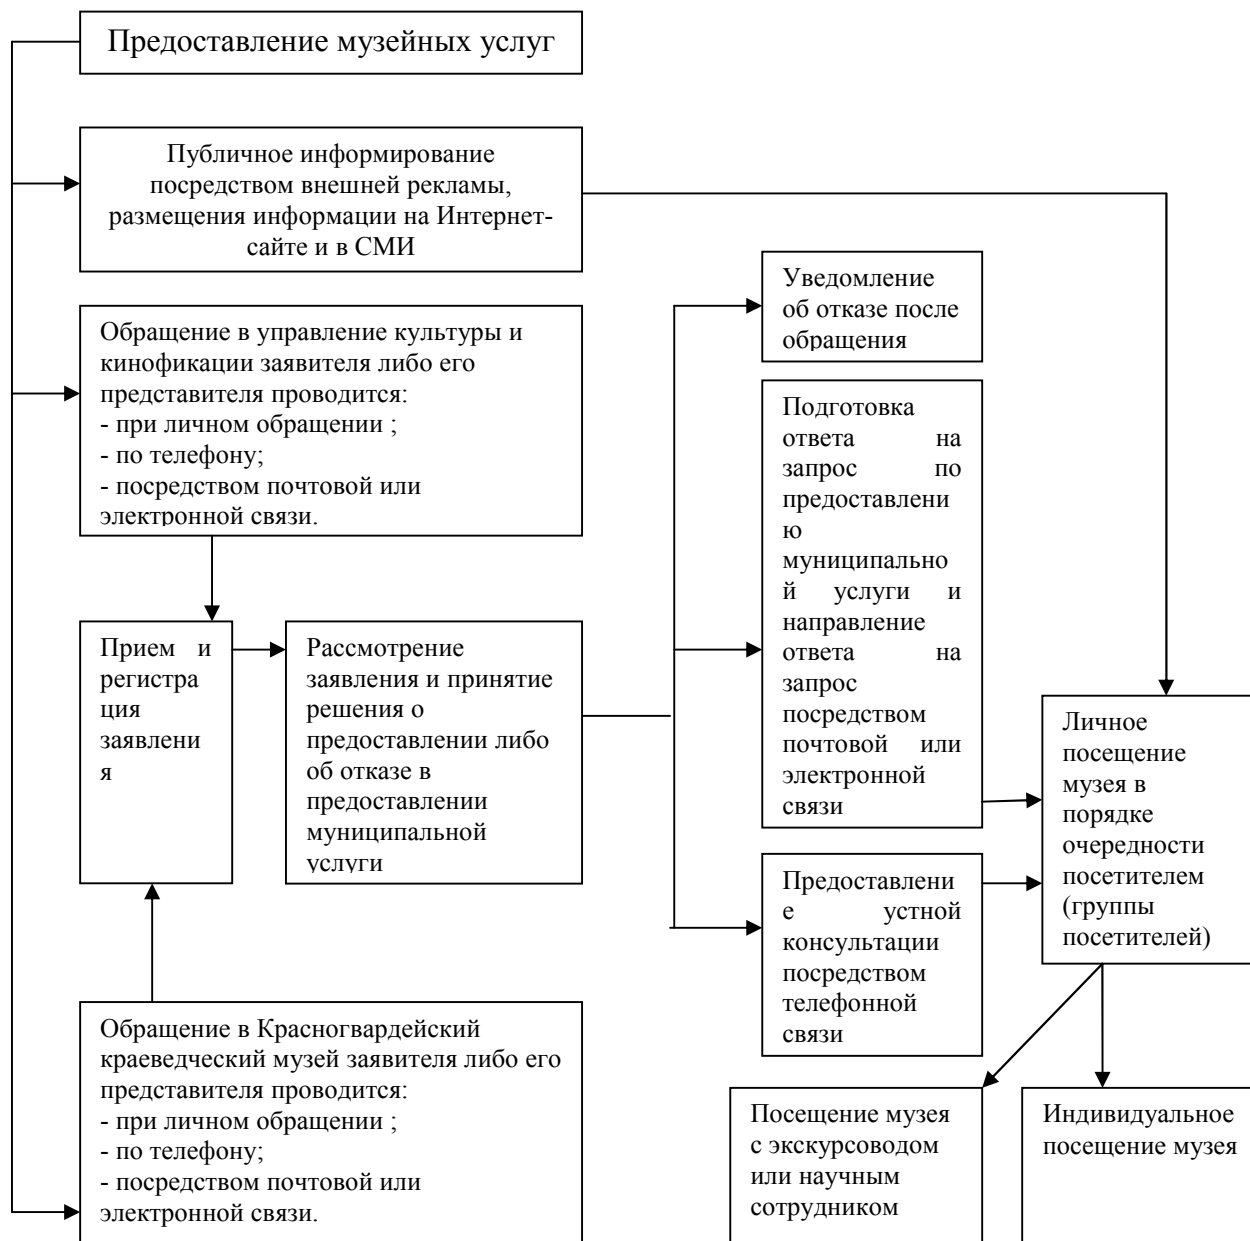 Предоставление музейных услуг
Публичное информирование
посредством внешней рекламы,
размещения информации на Интернет-
сайте и в СМИ
Обращение в управление культуры и
кинофикации заявителя либо его
представителя проводится:
- при личном обращении ;
- по телефону;
- посредством почтовой или
электронной связи.
Уведомление
об отказе после
обращения
Подготовка
ответа на
запрос по
предоставлени
ю
муниципально
й услуги и
направление
ответа на
запрос
посредством
почтовой или
электронной
связи
Прием и
регистра
ция
заявлени
я
Рассмотрение
заявления и принятие
решения о
предоставлении либо
об отказе в
предоставлении
муниципальной
услуги
Личное
посещение
музея в
порядке
очередности
посетителем
(группы
посетителей)
Предоставлени
е устной
консультации
посредством
телефонной
связи
Обращение в Красногвардейский
краеведческий музей заявителя либо его
представителя проводится:
- при личном обращении ;
- по телефону;
- посредством почтовой или
электронной связи.
Посещение музея
с экскурсоводом
или научным
сотрудником
Индивидуальное
посещение музея